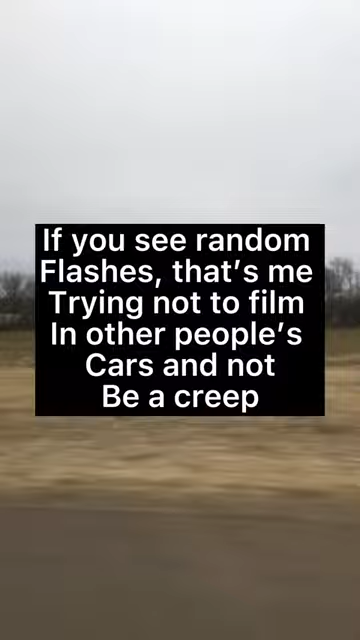 If you see random
Flashes, that’s me
Trying not to film
In other people’s
Cars and not
Be a creep